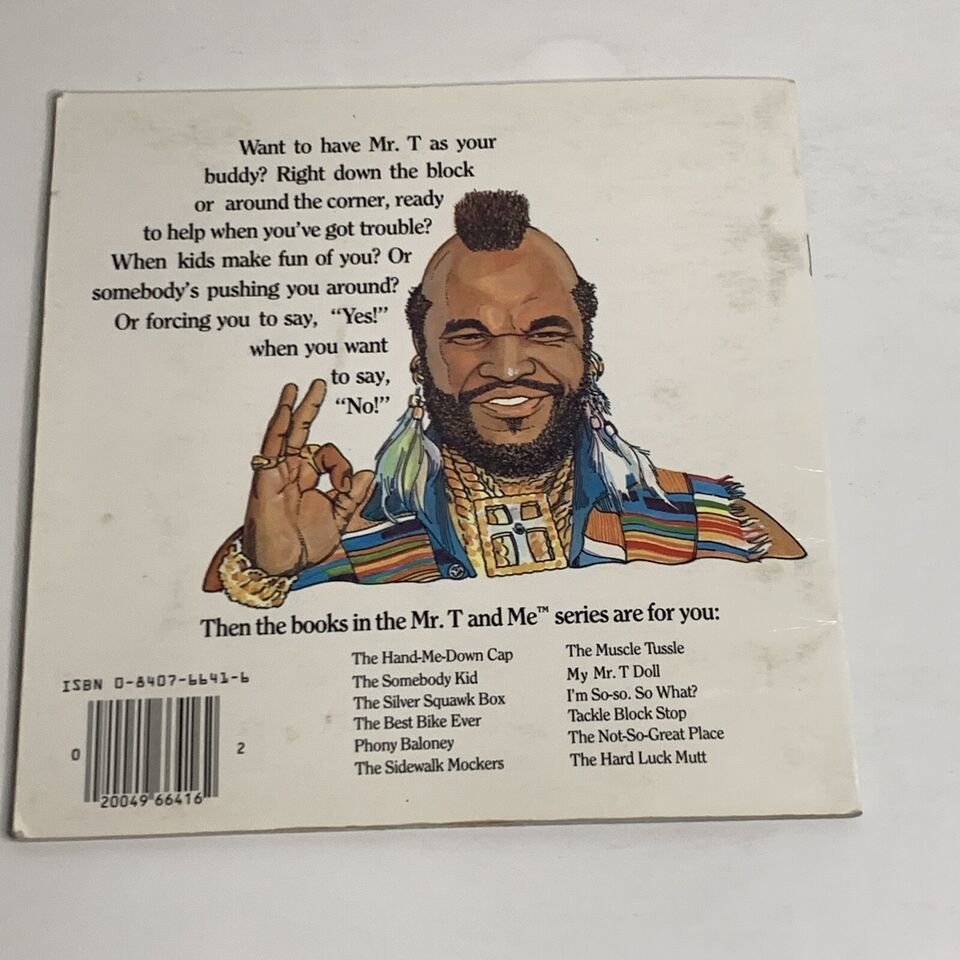 Want to have Mr. T as your
buddy? Right down the block
or around the corner, ready
to help when you've got trouble?
When kids make fun of you? Or
somebody's pushing you around?
Or forcing you to say, “Yes!”
when you want
to say,
“No!”
Then the books in the Mr. T and Me™ series are for you:
The Hand-Me-Down Cap
The Somebody Kid
The Silver Squawk Box
The Best Bike Ever
Phony Baloney
The Sidewalk Mockers
The Muscle Tussle
My Mr. T Doll
I'm So-so. So What?
Tackle Block Stop
The Not-So-Great Place
The Hard Luck Mutt
ISBN 0-8407-6641-6
0 20049 66416 2